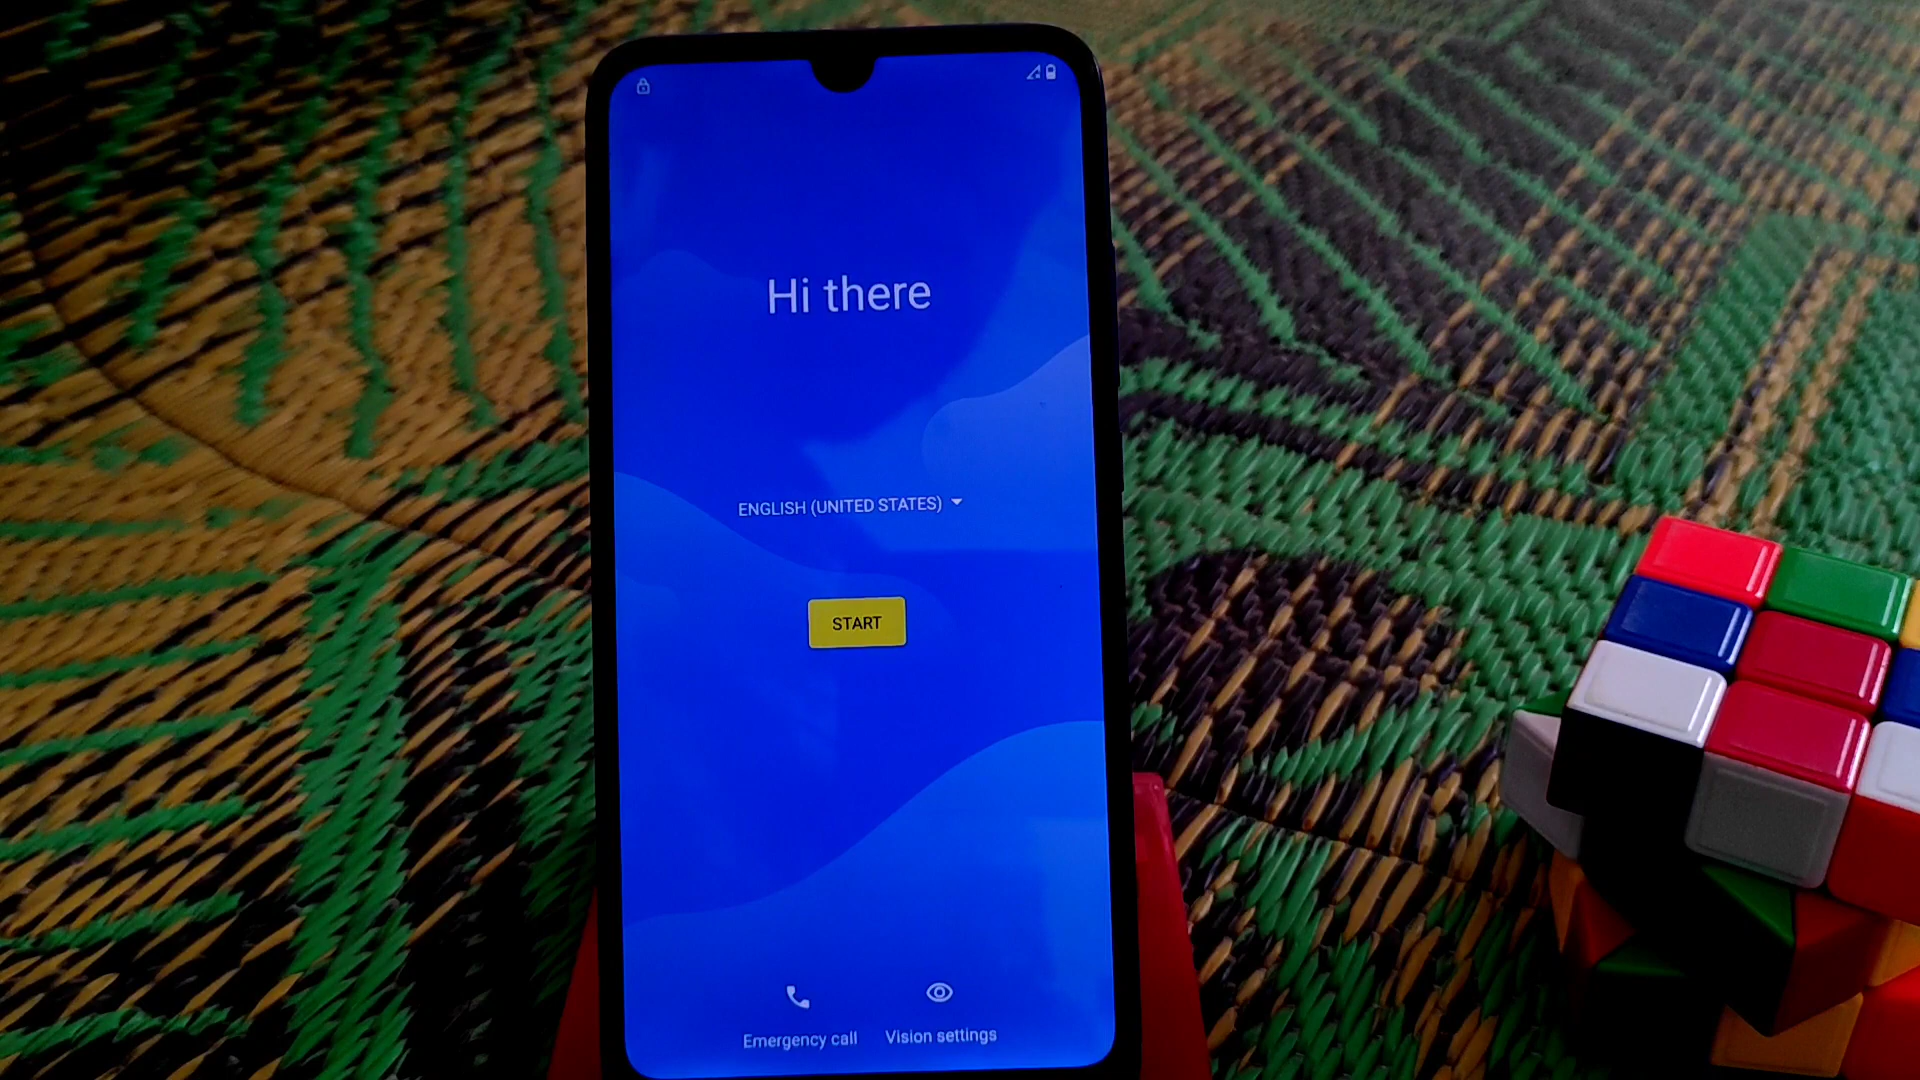 Hi there
ENGLISH (UNITED STATES)
START
Emergency call
Vision settings